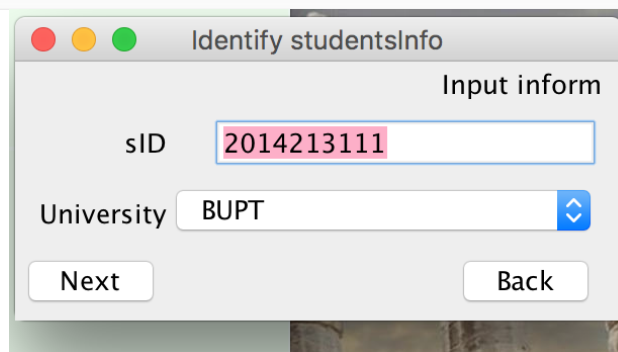 Identify studentsInfo
Input inform
sID 2014213111
University BUPT
Next Back